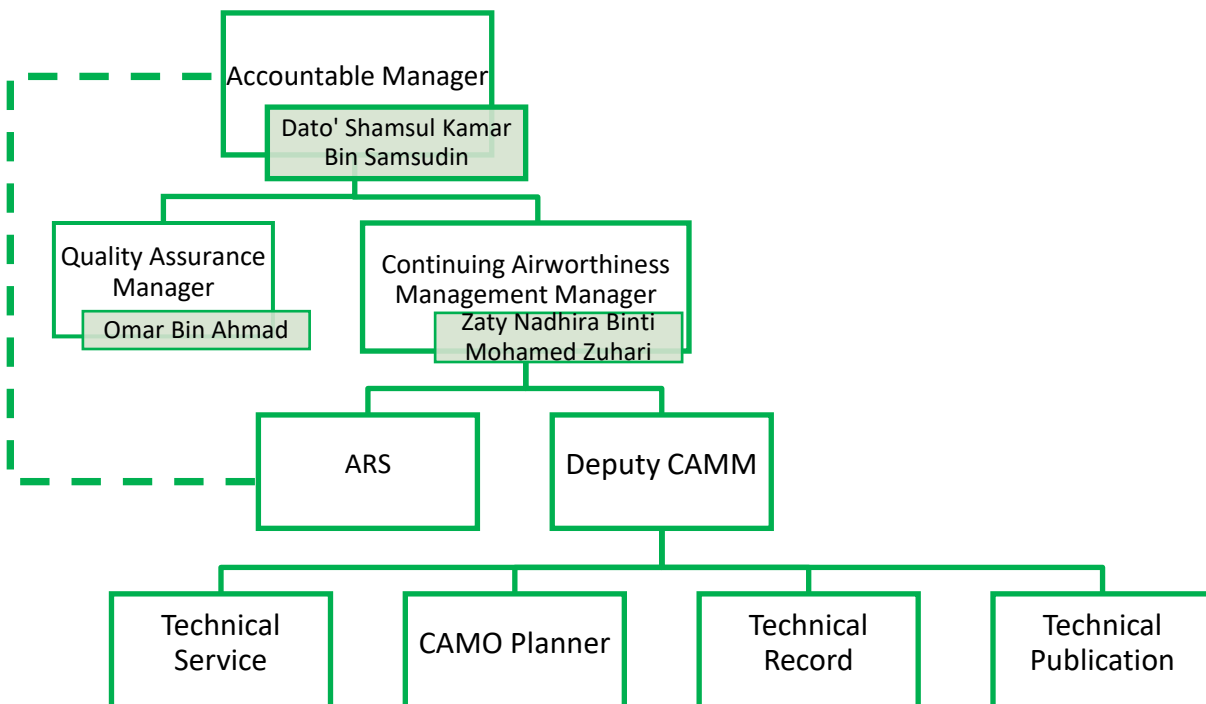 Accountable Manager
Dato' Shamsul Kamar
Bin Samsudin
Quality Assurance
Manager
Omar Bin Ahmad
Continuing Airworthiness
Management Manager
Zaty Nadhira Binti
Mohamed Zuhari
ARS
Deputy CAMM
Technical
Service
CAMO Planner
Technical
Record
Technical
Publication